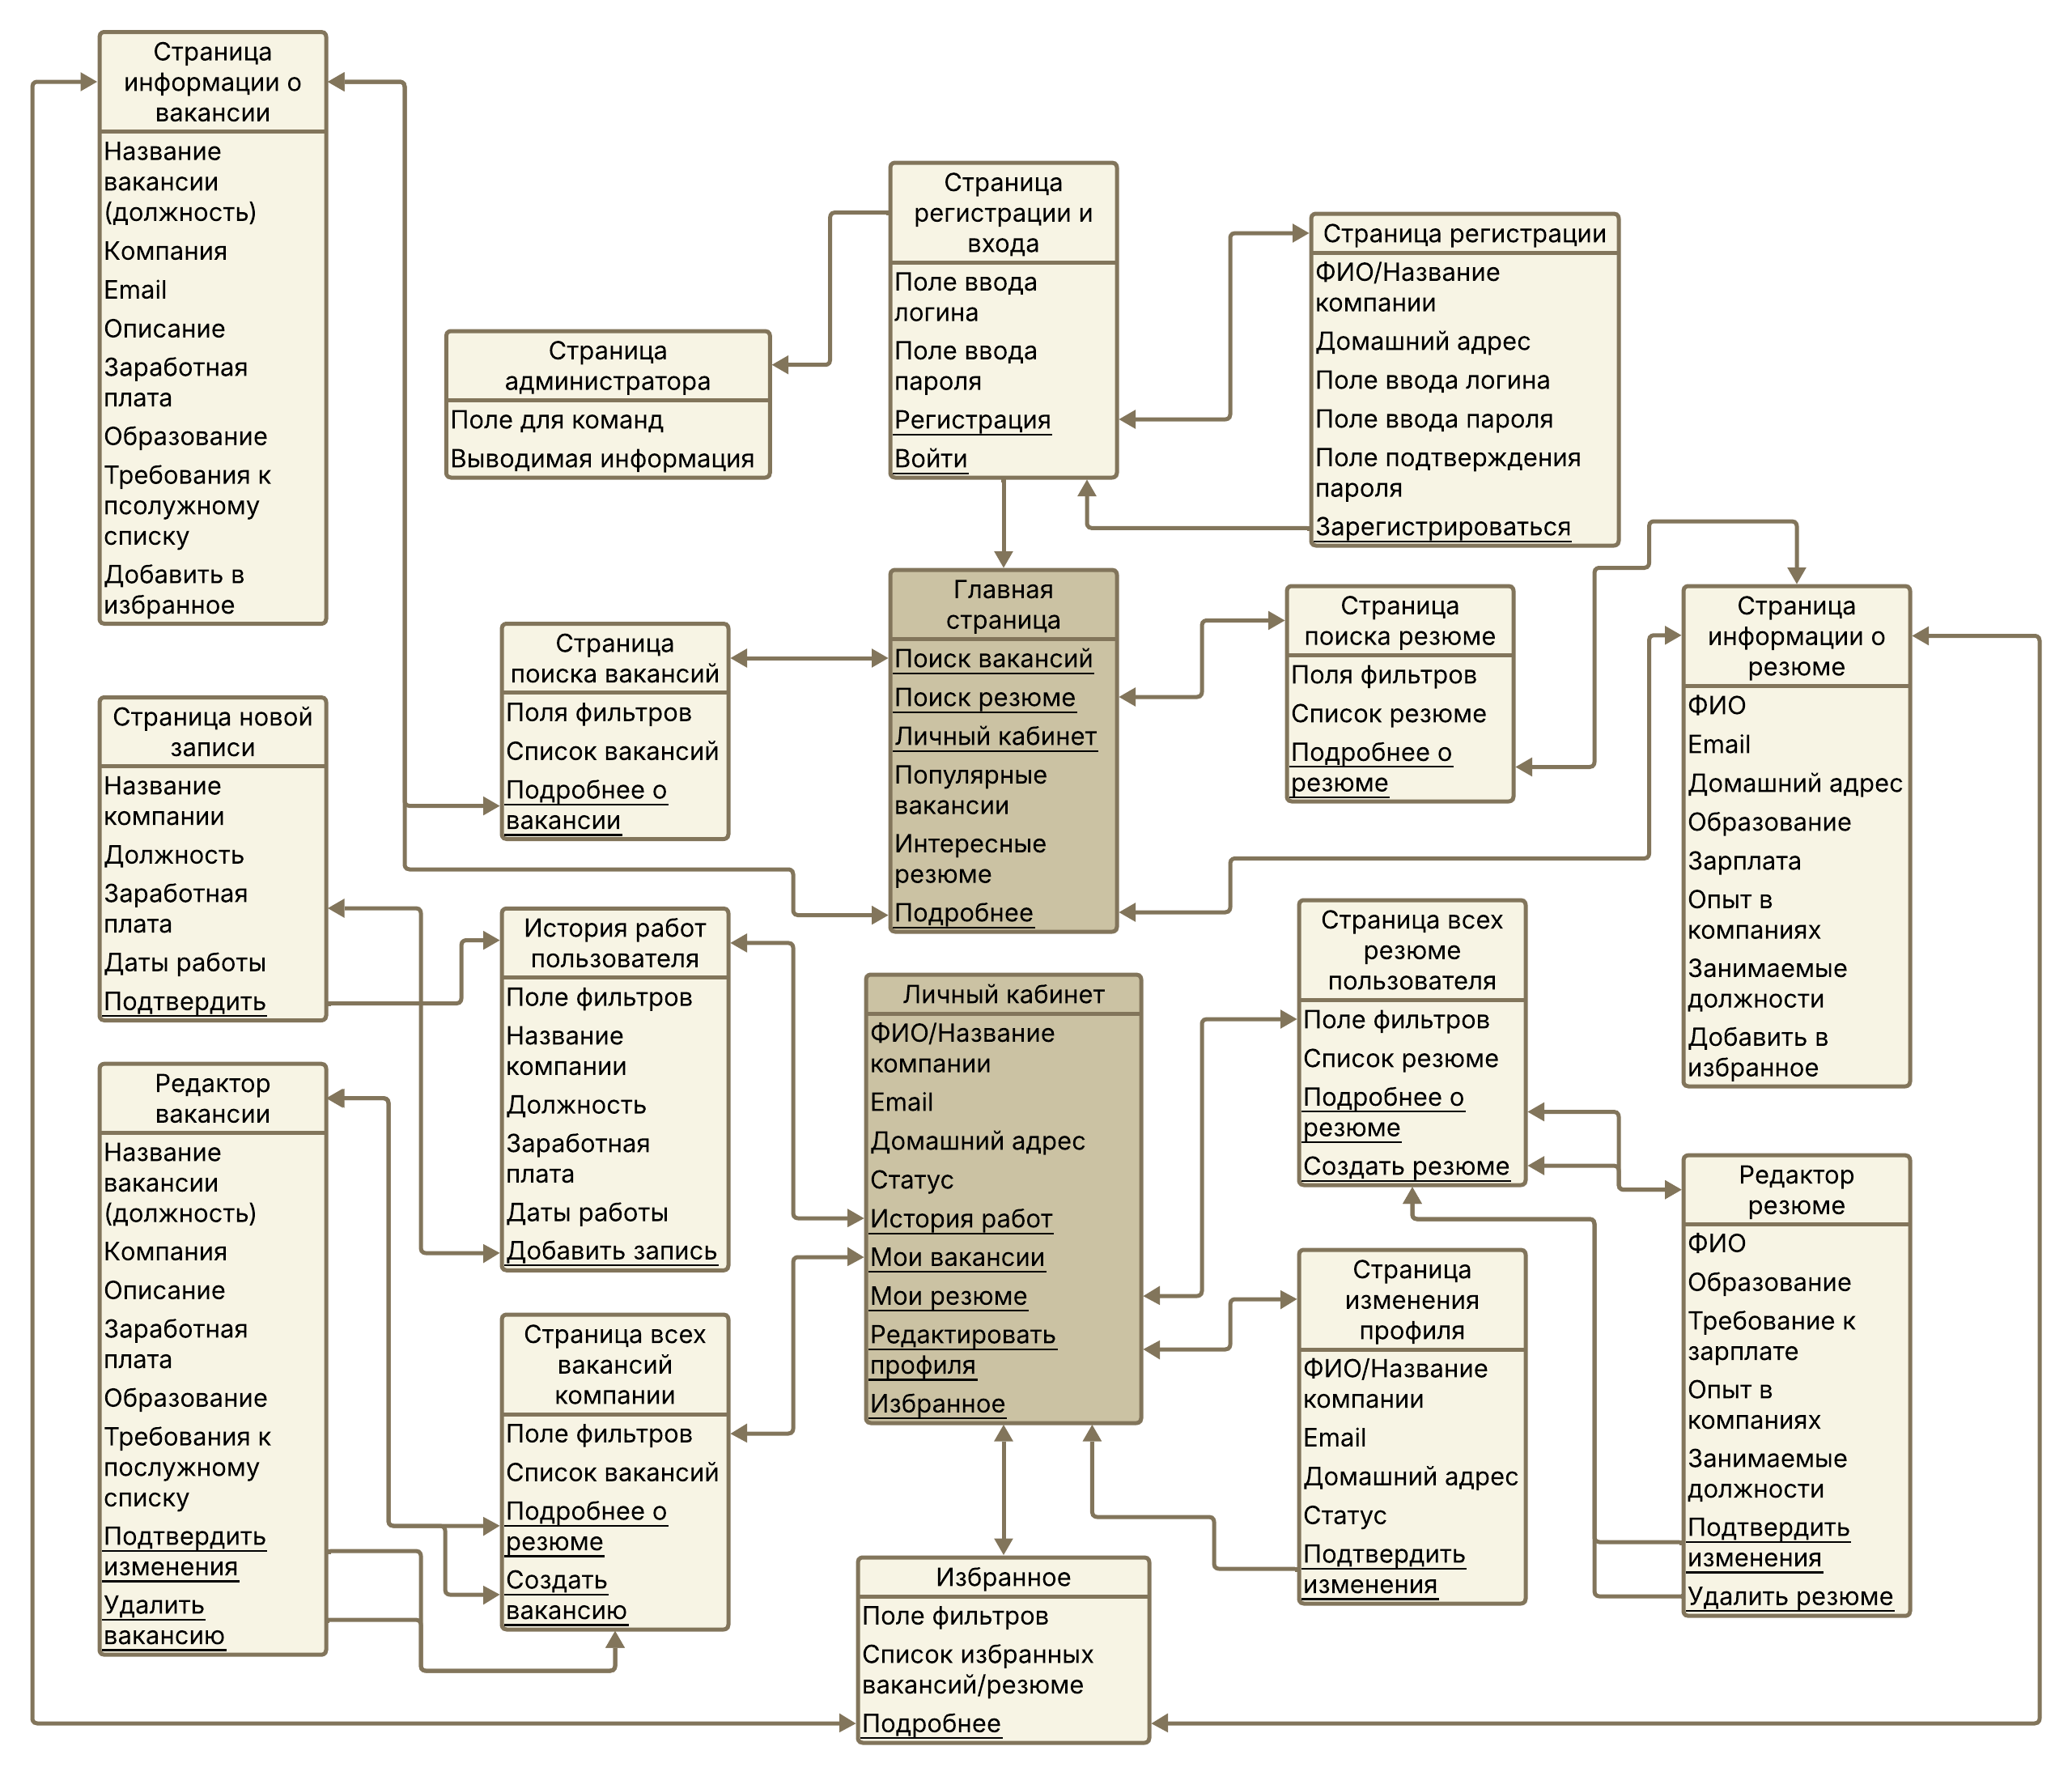 Страница
информации о
вакансии
Название
вакансии
(должность)
Компания
Email
Описание
Заработная
плата
Образование
Требования к
псолужному
списку
Добавить в
избранное
Страница
регистрации и
входа
Поле ввода
логина
Поле ввода
пароля
Регистрация
Войти
Страница регистрации
ФИО/Название
компании
Домашний адрес
Поле ввода логина
Поле ввода пароля
Поле подтверждения
пароля
Зарегистрироваться
Страница
администратора
Поле для команд
Выводимая информация
Главная
страница
Поиск вакансий
Поиск резюме
Личный кабинет
Популярные
вакансии
Интересные
резюме
Подробнее
Страница
поиска резюме
Поля фильтров
Список резюме
Подробнее о
резюме
Страница
информации о
резюме
ФИО
Email
Домашний адрес
Образование
Зарплата
Опыт в
компаниях
Занимаемые
должности
Добавить в
избранное
Страница
поиска вакансий
Поля фильтров
Список вакансий
Подробнее о
вакансии
Страница новой
записи
Название
компании
Должность
Заработная
плата
Даты работы
Подтвердить
История работ
пользователя
Поле фильтров
Название
компании
Должность
Заработная
плата
Даты работы
Добавить запись
Личный кабинет
ФИО/Название
компании
Email
Домашний адрес
Статус
История работ
Мои вакансии
Мои резюме
Редактировать
профиля
Избранное
Страница всех
резюме
пользователя
Поле фильтров
Список резюме
Подробнее о
резюме
Создать резюме
Редактор
вакансии
Название
вакансии
(должность)
Компания
Описание
Заработная
плата
Образование
Требования к
послужному
списку
Подтвердить
изменения
Удалить
вакансию
Страница всех
вакансий
компании
Поле фильтров
Список вакансий
Подробнее о
резюме
Создать
вакансию
Страница
изменения
профиля
ФИО/Название
компании
Email
Домашний адрес
Статус
Подтвердить
изменения
Редактор
резюме
ФИО
Образование
Требование к
зарплате
Опыт в
компаниях
Занимаемые
должности
Подтвердить
изменения
Удалить резюме
Избранное
Поле фильтров
Список избранных
вакансий/резюме
Подробнее